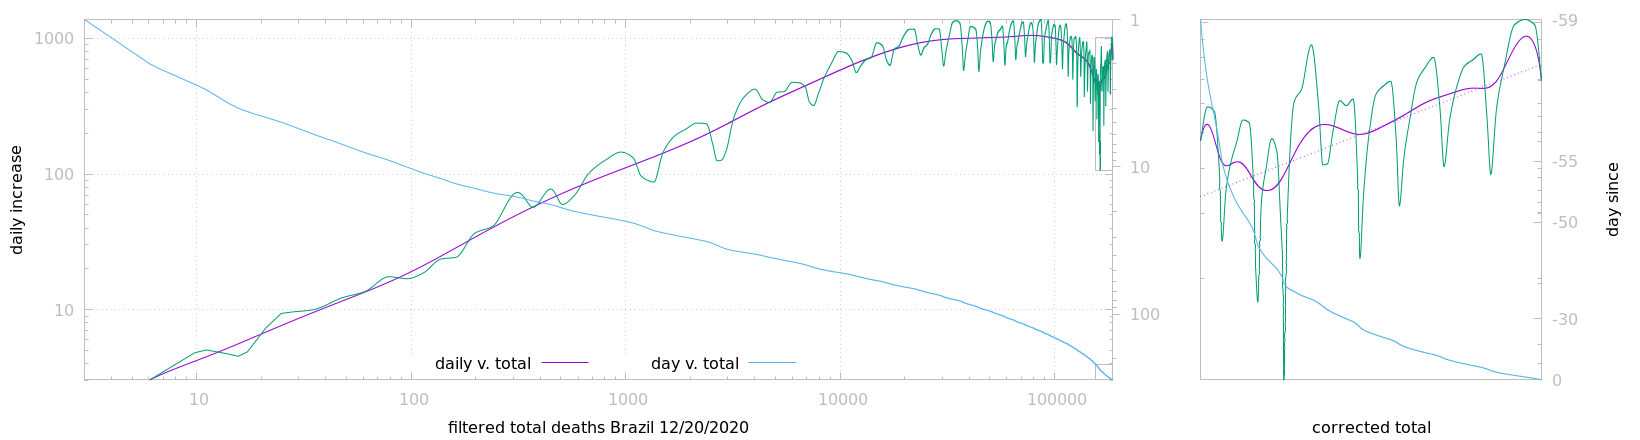 1000
100
10
daily increase
1
10
100
daily v. total
day v. total
10
100
1000
10000
100000
filtered total deaths Brazil 12/20/2020
-59
-55
-50
-30
0
day since
corrected total